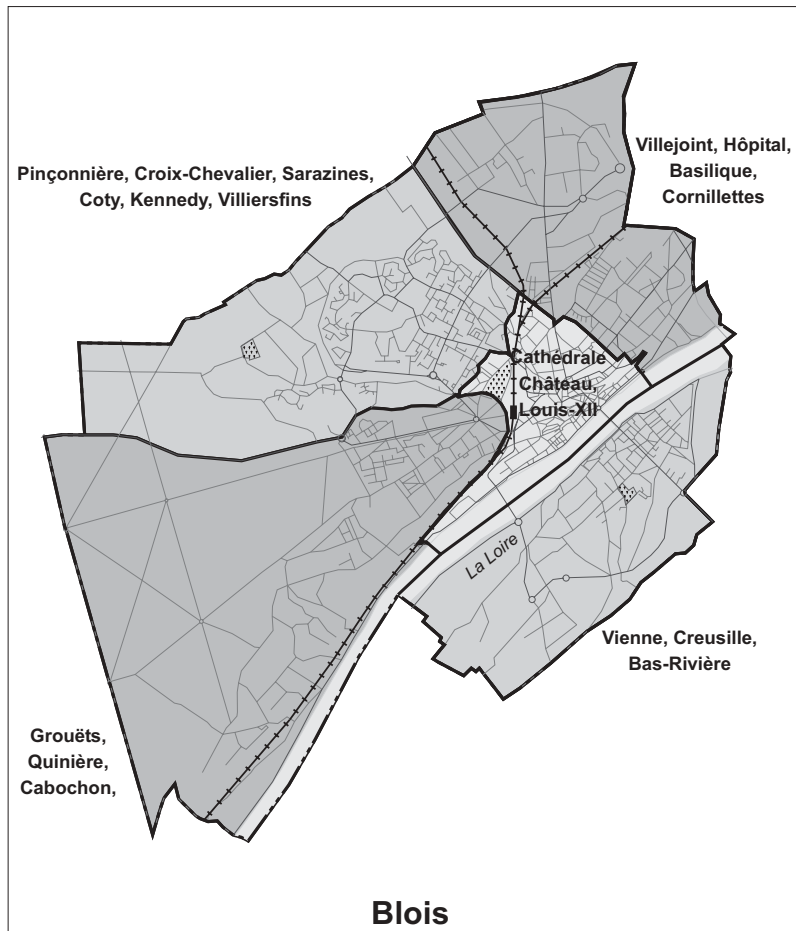 Pinçonnière, Croix-Chevalier, Sarazines,
Coty, Kennedy, Villiersfins
Villejoint, Hôpital,
Basilique,
Cornillettes
Cathédrale
Château,
Louis-XII
La Loire
Vienne, Creusille,
Bas-Rivière
Grouëts,
Quinière,
Cabochon,
Blois